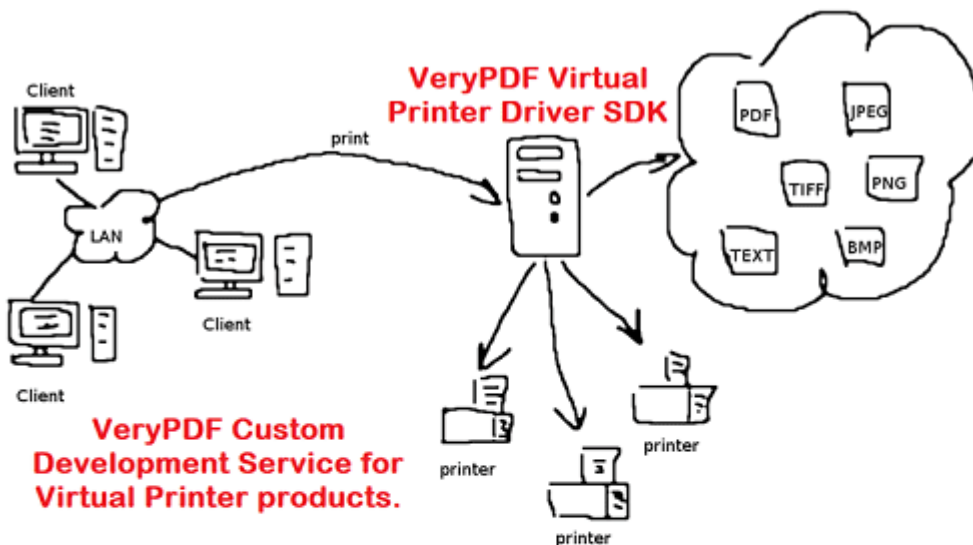 Client
VeryPDF Virtual
Printer Driver SDK
PDF
JPEG
print
TIFF
PNG
LAN
TEXT
BMP
Client
Client
VeryPDF Custom
Development Service for
Virtual Printer products.
printer
printer
printer